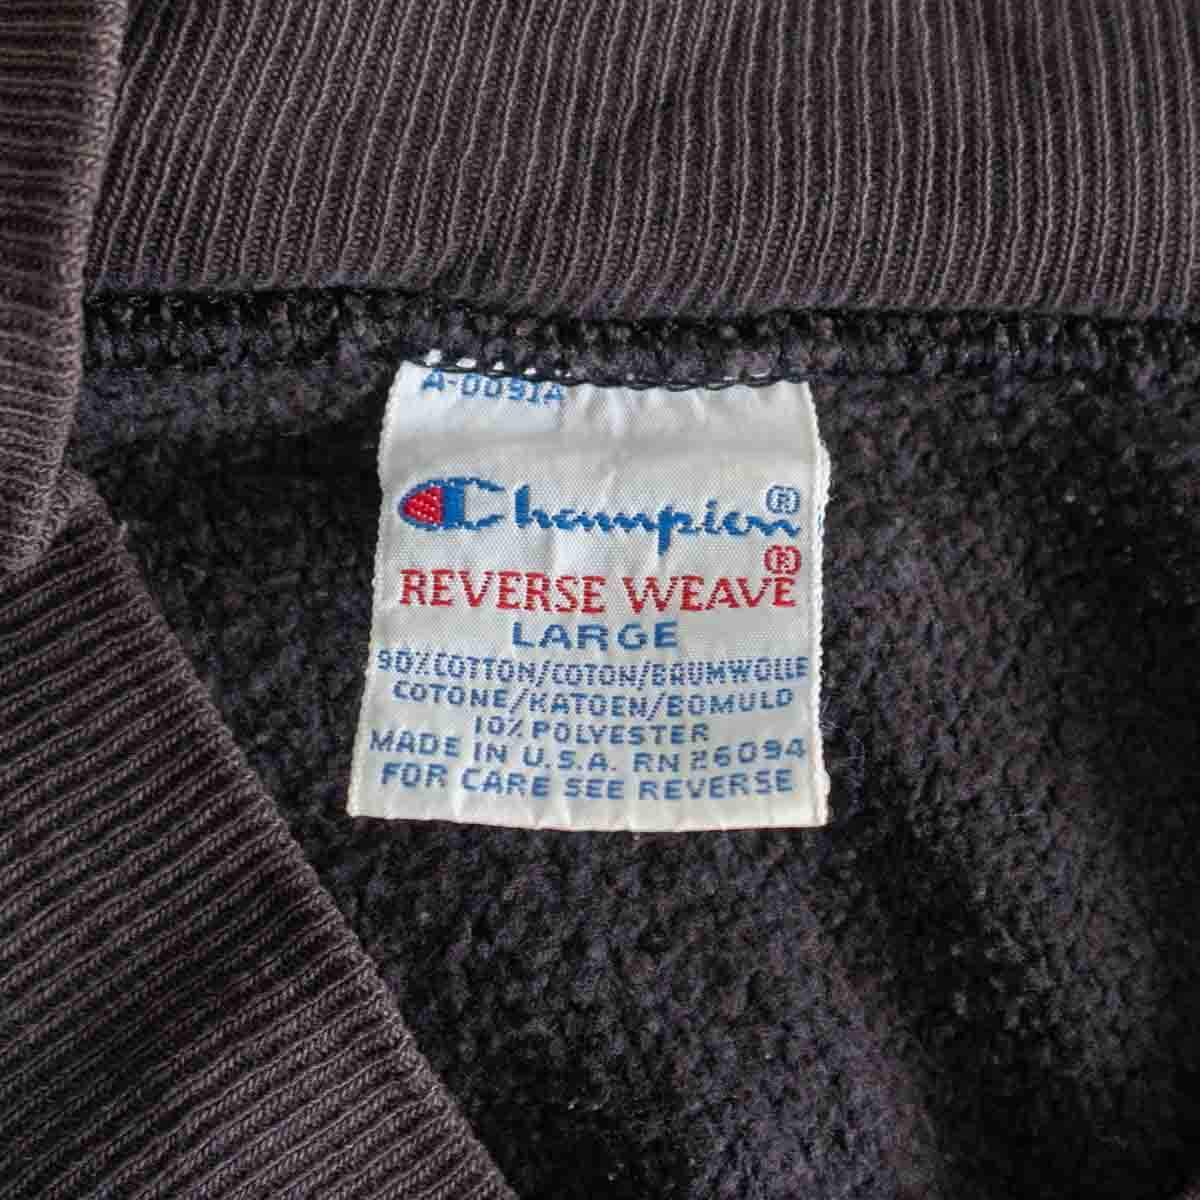 A-0091A
Champion®
REVERSE WEAVE®
LARGE
90% COTTON/COTON/BAUMWOLLE
COTONE/KATOEN/BOMULD
10% POLYESTER
MADE IN U.S.A. RN 26094
FOR CARE SEE REVERSE